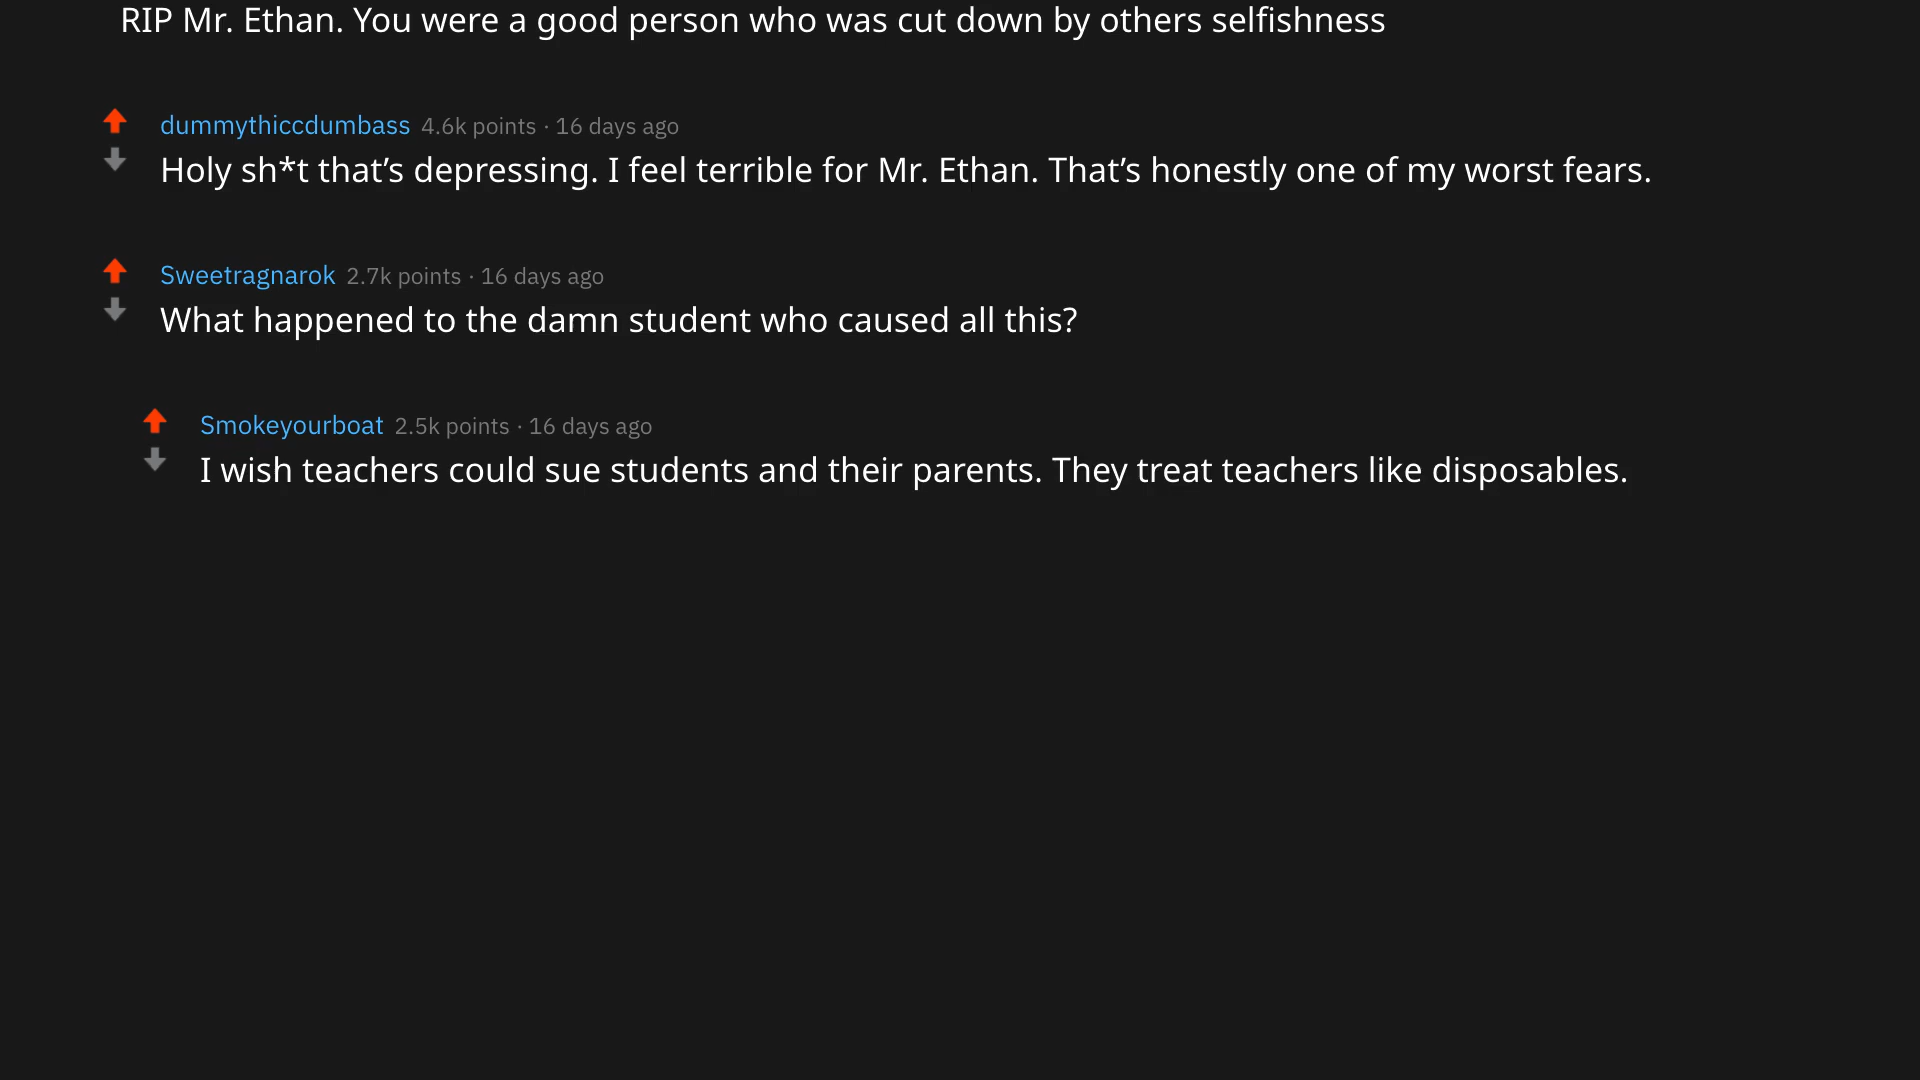 RIP Mr. Ethan. You were a good person who was cut down by others selfishness
dummythiccdumbass 4.6k points · 16 days ago
Holy sh*t that’s depressing. I feel terrible for Mr. Ethan. That’s honestly one of my worst fears.
Sweetragnarok 2.7k points · 16 days ago
What happened to the damn student who caused all this?
Smokeyourboat 2.5k points · 16 days ago
I wish teachers could sue students and their parents. They treat teachers like disposables.